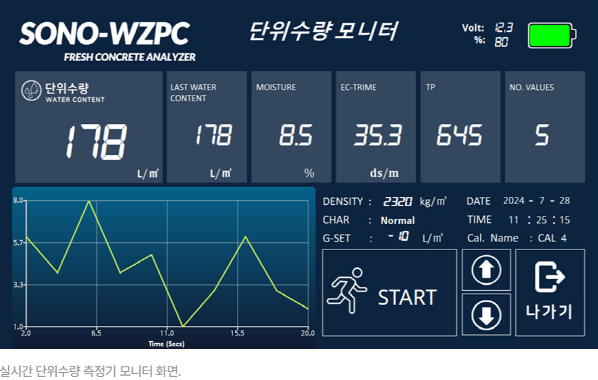 SONO-WZPC
FRESH CONCRETE ANALYZER
단위수량 모니터
Volt: 12.3
%: 80
단위수량
WATER CONTENT
178
L/㎥
LAST WATER
CONTENT
178
L/㎥
MOISTURE
8.5
%
EC-TRIME
35.3
ds/m
TP
645
NO. VALUES
5
8.0
5.7
3.3
1.0
2.0 6.5 11.0 15.5 20.0
Time (Secs)
DENSITY : 2320 kg/㎥
CHAR : Normal
G-SET : - 10 L/㎥
DATE 2024 - 7 - 28
TIME 11 : 25 : 15
Cal. Name : CAL 4
START
나가기
실시간 단위수량 측정기 모니터 화면.